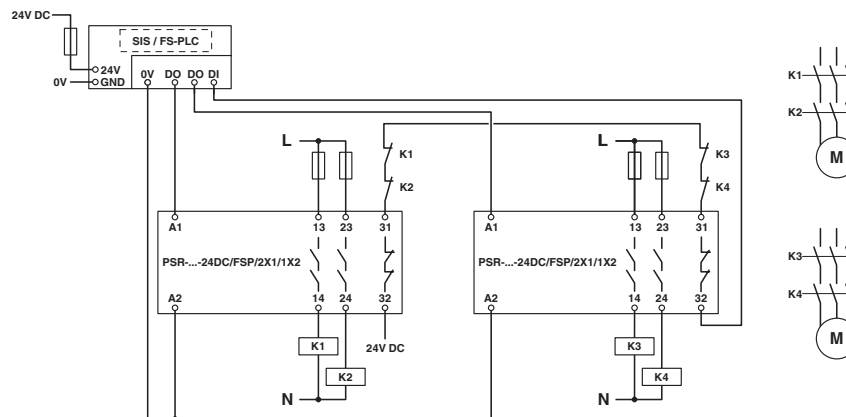 24V DC
SIS / FS-PLC
24V
0V
GND
0V DO DO DI
K1
K2
M
L
K1
K2
L
K3
K4
A1 13 23 31
PSR-...-24DC/FSP/2X1/1X2
A2 14 24 32
A1 13 23 31
PSR-...-24DC/FSP/2X1/1X2
A2 14 24 32
K3
K4
M
K1
24V DC
K2
N
K3
K4
N